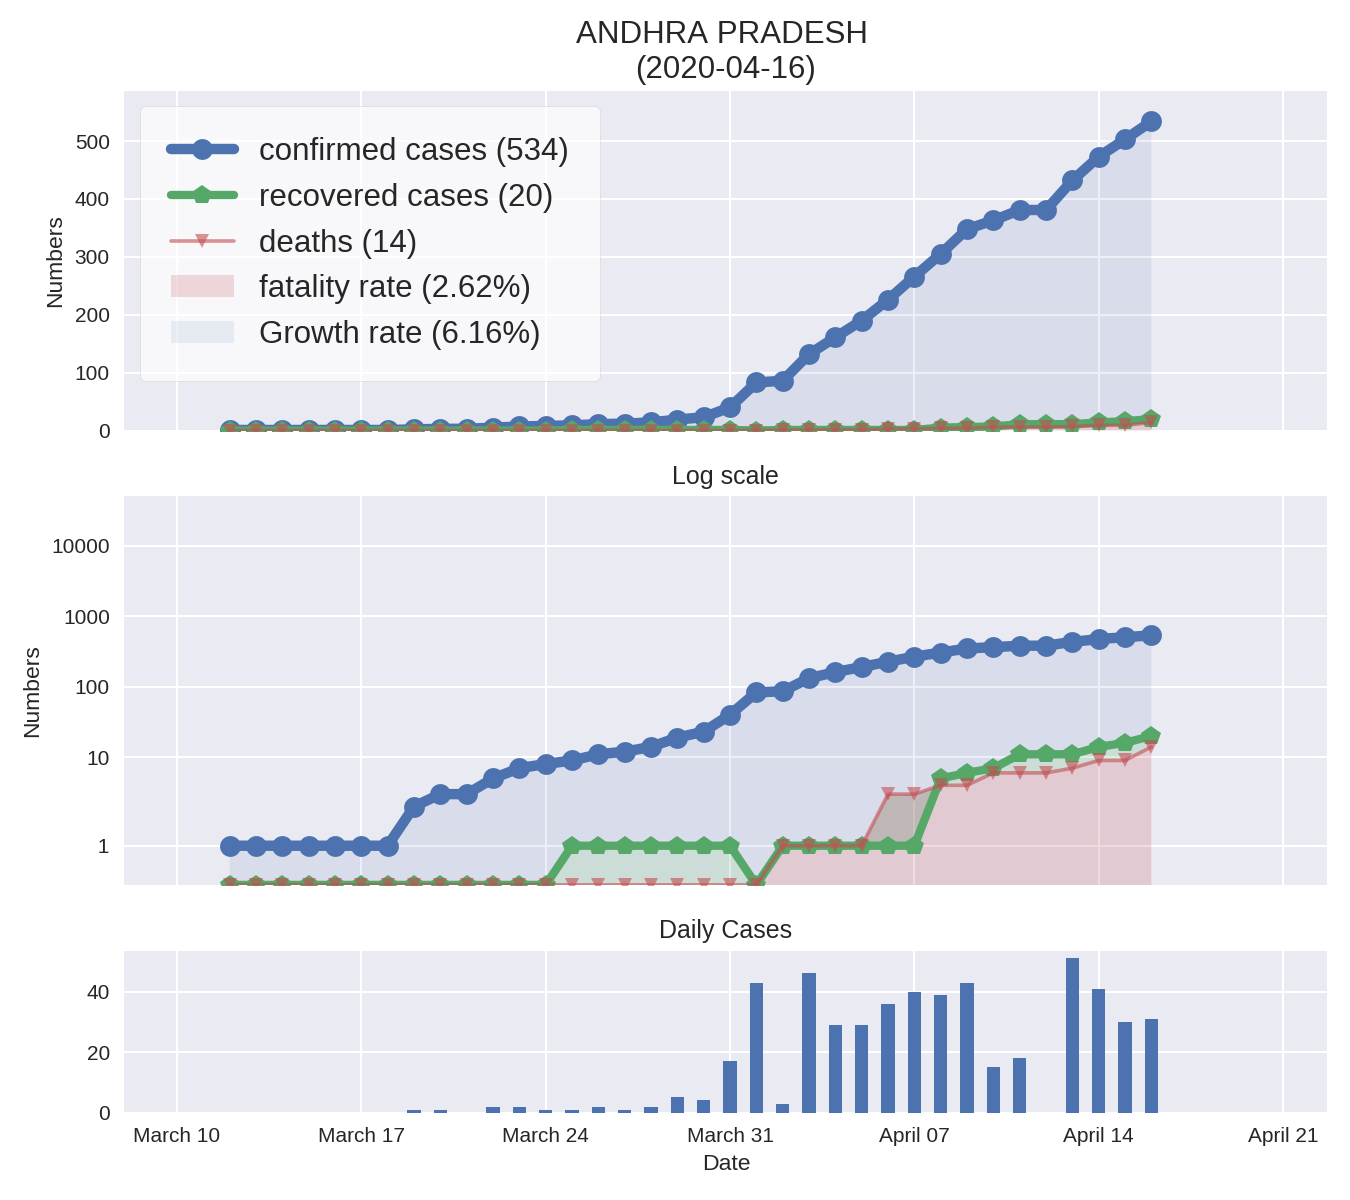 ANDHRA PRADESH
(2020-04-16)
500
400
300
200
100
0
Numbers
confirmed cases (534)
recovered cases (20)
deaths (14)
fatality rate (2.62%)
Growth rate (6.16%)
Log scale
10000
1000
100
10
1
Numbers
Daily Cases
40
20
0
March 10 March 17 March 24 March 31 April 07 April 14 April 21
Date